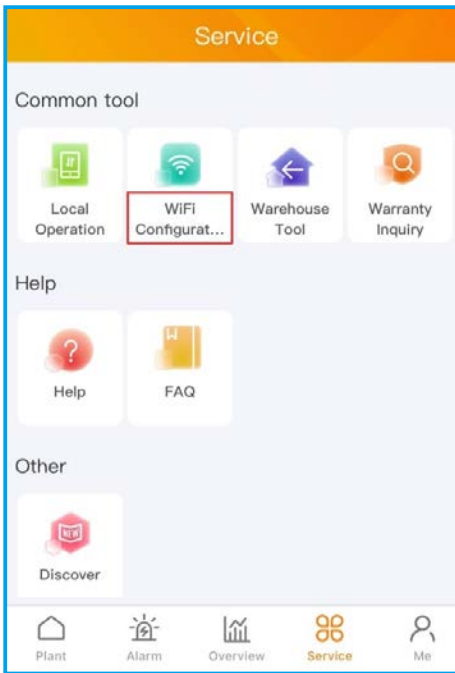 Service
Common tool
Local
Operation
WiFi
Configurat...
Warehouse
Tool
Warranty
Inquiry
Help
?
Help
FAQ
Other
NEW
Discover
Plant
Alarm
Overview
Service
Me